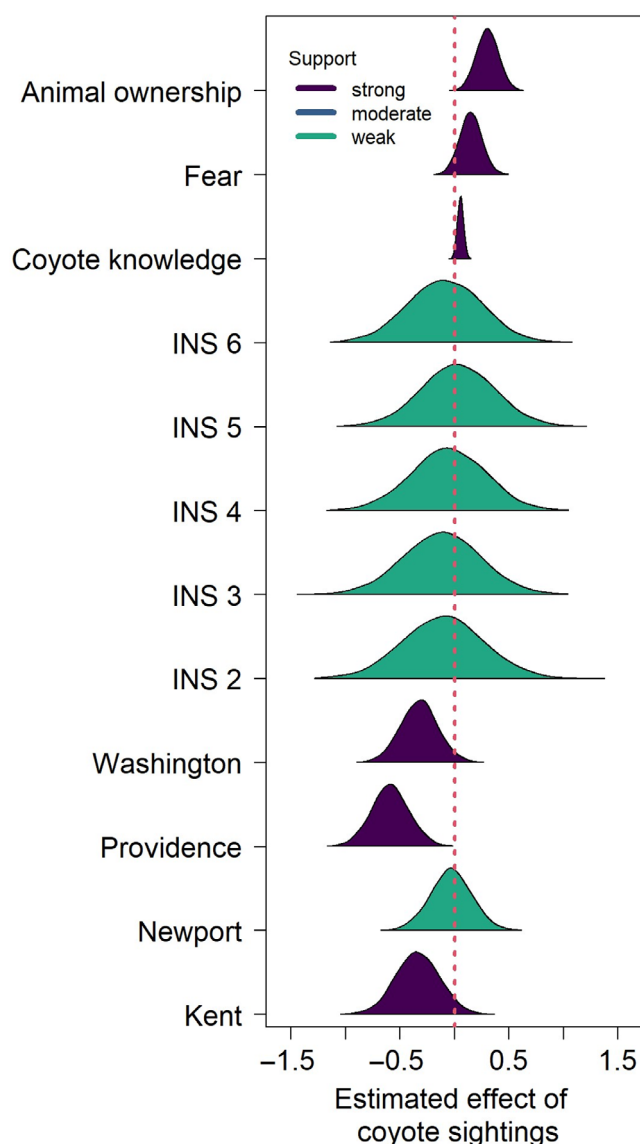 Support
strong
moderate
weak
Animal ownership
Fear
Coyote knowledge
INS 6
INS 5
INS 4
INS 3
INS 2
Washington
Providence
Newport
Kent
−1.5 −0.5 0.5 1.5
Estimated effect of
coyote sightings